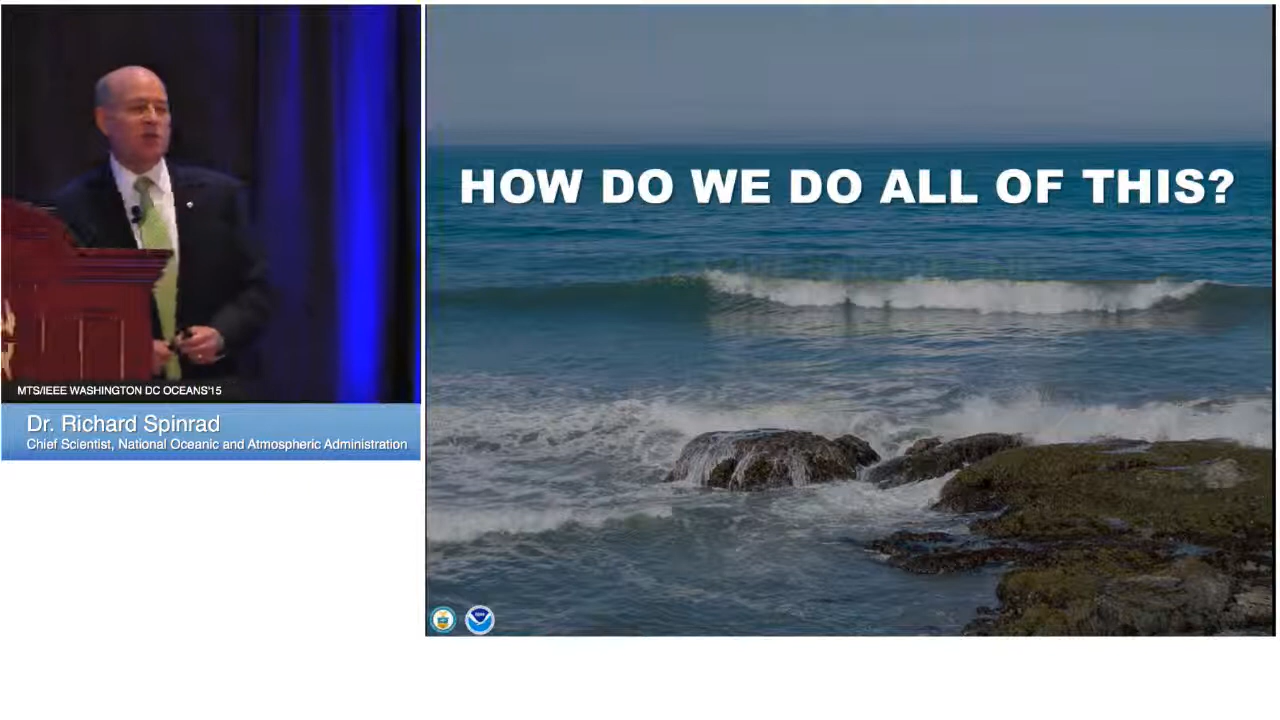 HOW DO WE DO ALL OF THIS?
MTS/IEEE WASHINGTON DC OCEANS'15
Dr. Richard Spinrad
Chief Scientist, National Oceanic and Atmospheric Administration